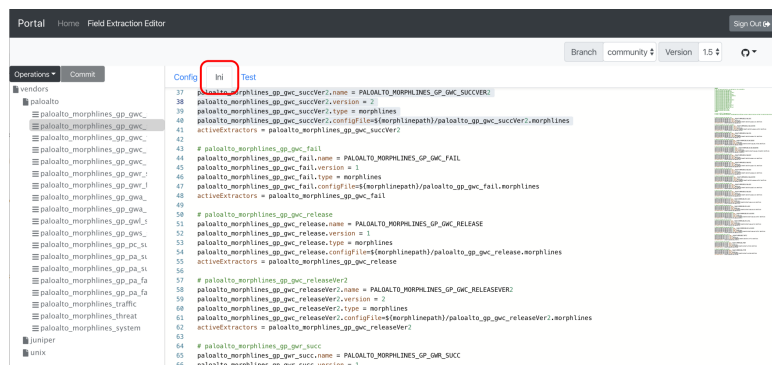 Portal Home Field Extraction Editor Sign Out
Branch community Version 1.5
Operations Commit
Config Ini Test
vendors
paloalto
paloalto_morphlines_gp_gwc_
paloalto_morphlines_gp_gwc_
paloalto_morphlines_gp_gwc_
paloalto_morphlines_gp_gwc_
paloalto_morphlines_gp_gwc_
paloalto_morphlines_gp_gwr_s
paloalto_morphlines_gp_gwr_f
paloalto_morphlines_gp_gwa_
paloalto_morphlines_gp_gwa_
paloalto_morphlines_gp_gwl_s
paloalto_morphlines_gp_gws_
paloalto_morphlines_gp_pc_su
paloalto_morphlines_gp_pa_su
paloalto_morphlines_gp_pa_su
paloalto_morphlines_gp_pa_fa
paloalto_morphlines_gp_pa_fa
paloalto_morphlines_traffic
paloalto_morphlines_threat
paloalto_morphlines_system
juniper
unix
37 paloalto_morphlines_gp_gwc_succVer2.name = PALOALTO_MORPHLINES_GP_GWC_SUCCVER2
38 paloalto_morphlines_gp_gwc_succVer2.version = 2
39 paloalto_morphlines_gp_gwc_succVer2.type = morphlines
40 paloalto_morphlines_gp_gwc_succVer2.configFile=${morphlinepath}/paloalto_gp_gwc_succVer2.morphlines
41 activeExtractors = paloalto_morphlines_gp_gwc_succVer2
42
43 # paloalto_morphlines_gp_gwc_fail
44 paloalto_morphlines_gp_gwc_fail.name = PALOALTO_MORPHLINES_GP_GWC_FAIL
45 paloalto_morphlines_gp_gwc_fail.version = 1
46 paloalto_morphlines_gp_gwc_fail.type = morphlines
47 paloalto_morphlines_gp_gwc_fail.configFile=${morphlinepath}/paloalto_gp_gwc_fail.morphlines
48 activeExtractors = paloalto_morphlines_gp_gwc_fail
49
50 # paloalto_morphlines_gp_gwc_release
51 paloalto_morphlines_gp_gwc_release.name = PALOALTO_MORPHLINES_GP_GWC_RELEASE
52 paloalto_morphlines_gp_gwc_release.version = 1
53 paloalto_morphlines_gp_gwc_release.type = morphlines
54 paloalto_morphlines_gp_gwc_release.configFile=${morphlinepath}/paloalto_gp_gwc_release.morphlines
55 activeExtractors = paloalto_morphlines_gp_gwc_release
56
57 # paloalto_morphlines_gp_gwc_releaseVer2
58 paloalto_morphlines_gp_gwc_releaseVer2.name = PALOALTO_MORPHLINES_GP_GWC_RELEASEVER2
59 paloalto_morphlines_gp_gwc_releaseVer2.version = 2
60 paloalto_morphlines_gp_gwc_releaseVer2.type = morphlines
61 paloalto_morphlines_gp_gwc_releaseVer2.configFile=${morphlinepath}/paloalto_gp_gwc_releaseVer2.morphlines
62 activeExtractors = paloalto_morphlines_gp_gwc_releaseVer2
63
64 # paloalto_morphlines_gp_gwr_succ
65 paloalto_morphlines_gp_gwr_succ.name = PALOALTO_MORPHLINES_GP_GWR_SUCC
66 paloalto_morphlines_gp_gwr_succ.version = 1